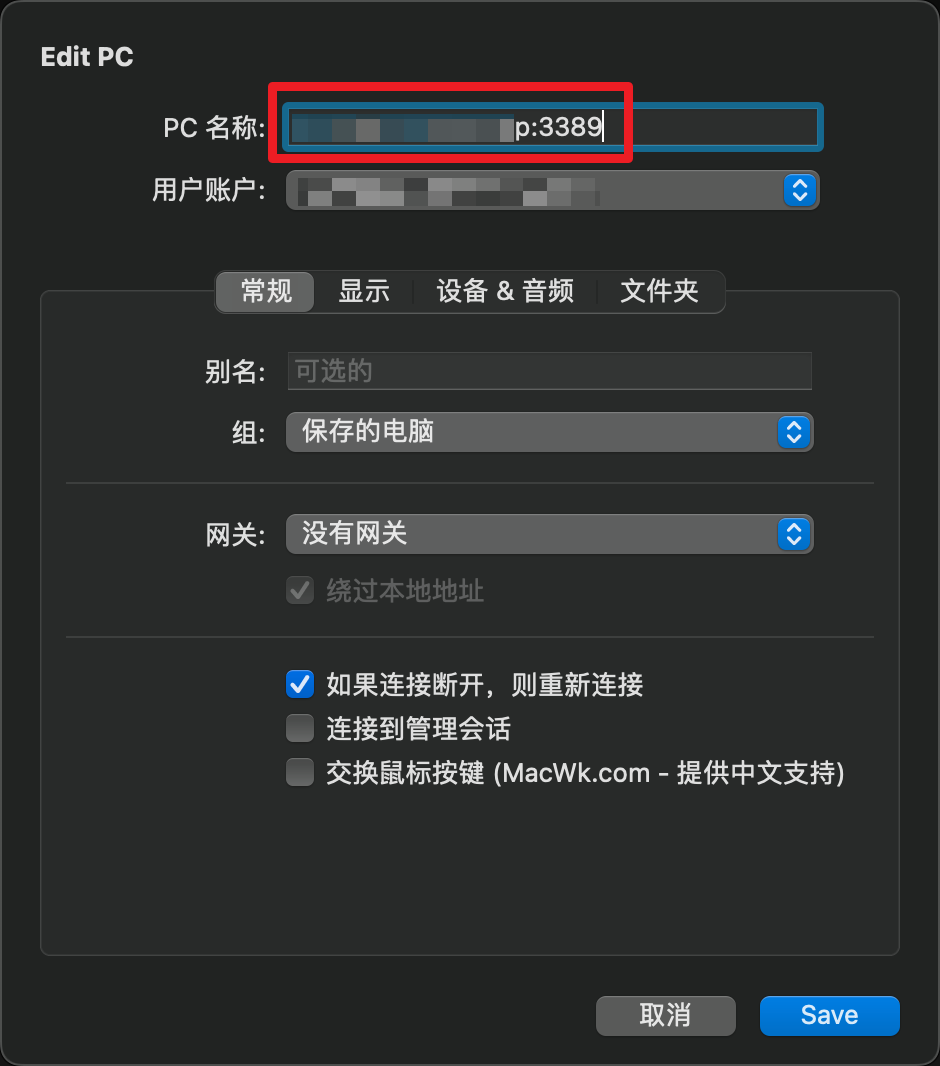 Edit PC
PC 名称: p:3389
用户账户:
常规 显示 设备 & 音频 文件夹
别名: 可选的
组: 保存的电脑
网关: 没有网关
绕过本地地址
如果连接断开，则重新连接
连接到管理会话
交换鼠标按键 (MacWk.com - 提供中文支持)
取消 Save